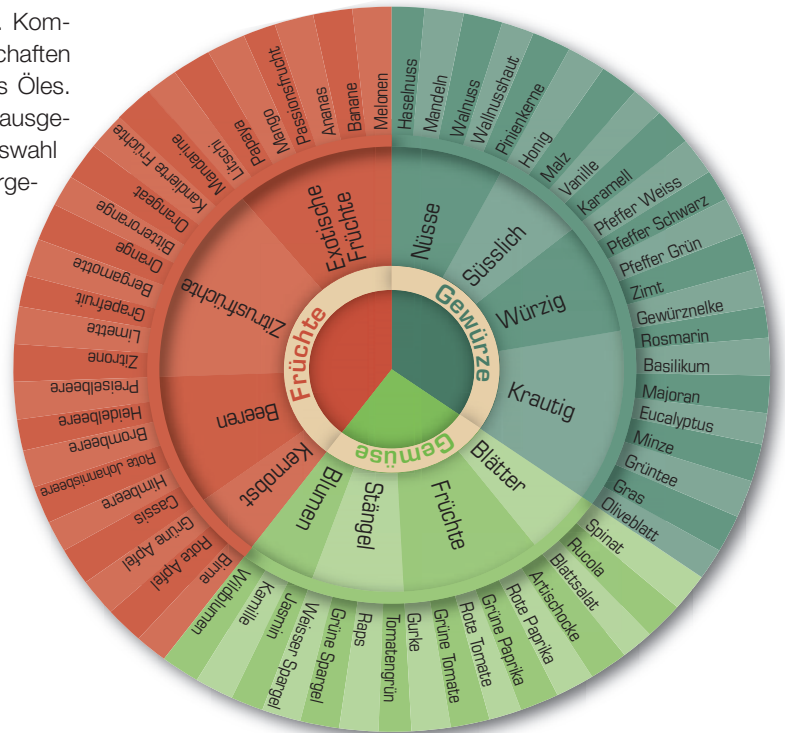 . Kom-
schaften
s Öles.
ausge-
swahl
rge-
Früchte
Gewürze
Gemüse
Nüsse
Süsslich
Würzig
Krautig
Blätter
Früchte
Stängel
Blumen
Kernobst
Beeren
Zitrusfrüchte
Exotische
Früchte
Haselnuss
Mandeln
Walnuss
Wallnusshaut
Pinienkerne
Honig
Malz
Vanille
Karamell
Pfeffer Weiss
Pfeffer Schwarz
Pfeffer Grün
Zimt
Gewürznelke
Rosmarin
Basilikum
Majoran
Eucalyptus
Minze
Grüntee
Gras
Oliveblatt
Spinat
Rucola
Blattsalat
Artischocke
Rote Paprika
Grüne Paprika
Rote Tomate
Grüne Tomate
Gurke
Tomatengrün
Raps
Grüne Spargel
Weisser Spargel
Jasmin
Kamille
Wildblumen
Birne
Rote Apfel
Grüne Apfel
Cassis
Himbeere
Rote Johannisbeere
Brombeere
Heidelbeere
Preiselbeere
Zitrone
Limette
Grapefruit
Bergamotte
Orange
Bitterorange
Orangeat
Kandierte Früchte
Mandarine
Litschi
Papaya
Mango
Passionsfrucht
Ananas
Banane
Melonen